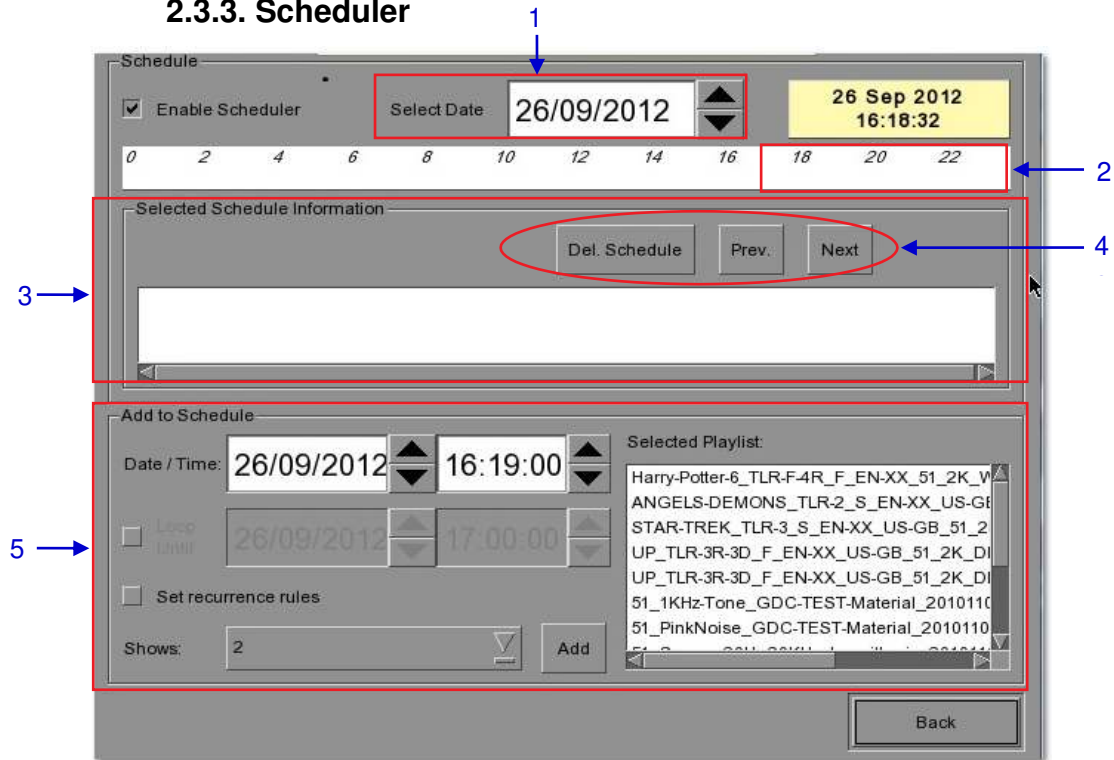 2.3.3. Scheduler
1
Schedule
Enable Scheduler
Select Date
26/09/2012
26 Sep 2012
16:18:32
0 2 4 6 8 10 12 14 16 18 20 22
2
Selected Schedule Information
Del. Schedule
Prev.
Next
4
3
Add to Schedule
Date / Time:
26/09/2012
16:19:00
Loop
Until
26/09/2012
17:00:00
5
Set recurrence rules
Shows:
2
Add
Selected Playlist:
Harry-Potter-6_TLR-F-4R_F_EN-XX_51_2K_W
ANGELS-DEMONS_TLR-2_S_EN-XX_US-GB
STAR-TREK_TLR-3_S_EN-XX_US-GB_51_2
UP_TLR-3R-3D_F_EN-XX_US-GB_51_2K_DI
UP_TLR-3R-3D_F_EN-XX_US-GB_51_2K_DI
51_1KHz-Tone_GDC-TEST-Material_2010110
51_PinkNoise_GDC-TEST-Material_2010110
Back